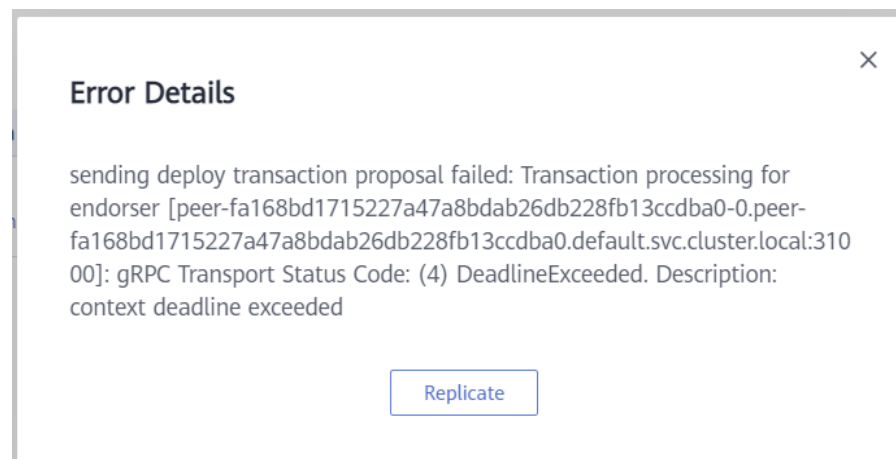 Error Details
sending deploy transaction proposal failed: Transaction processing for
endorser [peer-fa168bd1715227a47a8bdab26db228fb13ccdba0-0.peer-
fa168bd1715227a47a8bdab26db228fb13ccdba0.default.svc.cluster.local:310
00]: gRPC Transport Status Code: (4) DeadlineExceeded. Description:
context deadline exceeded
Replicate